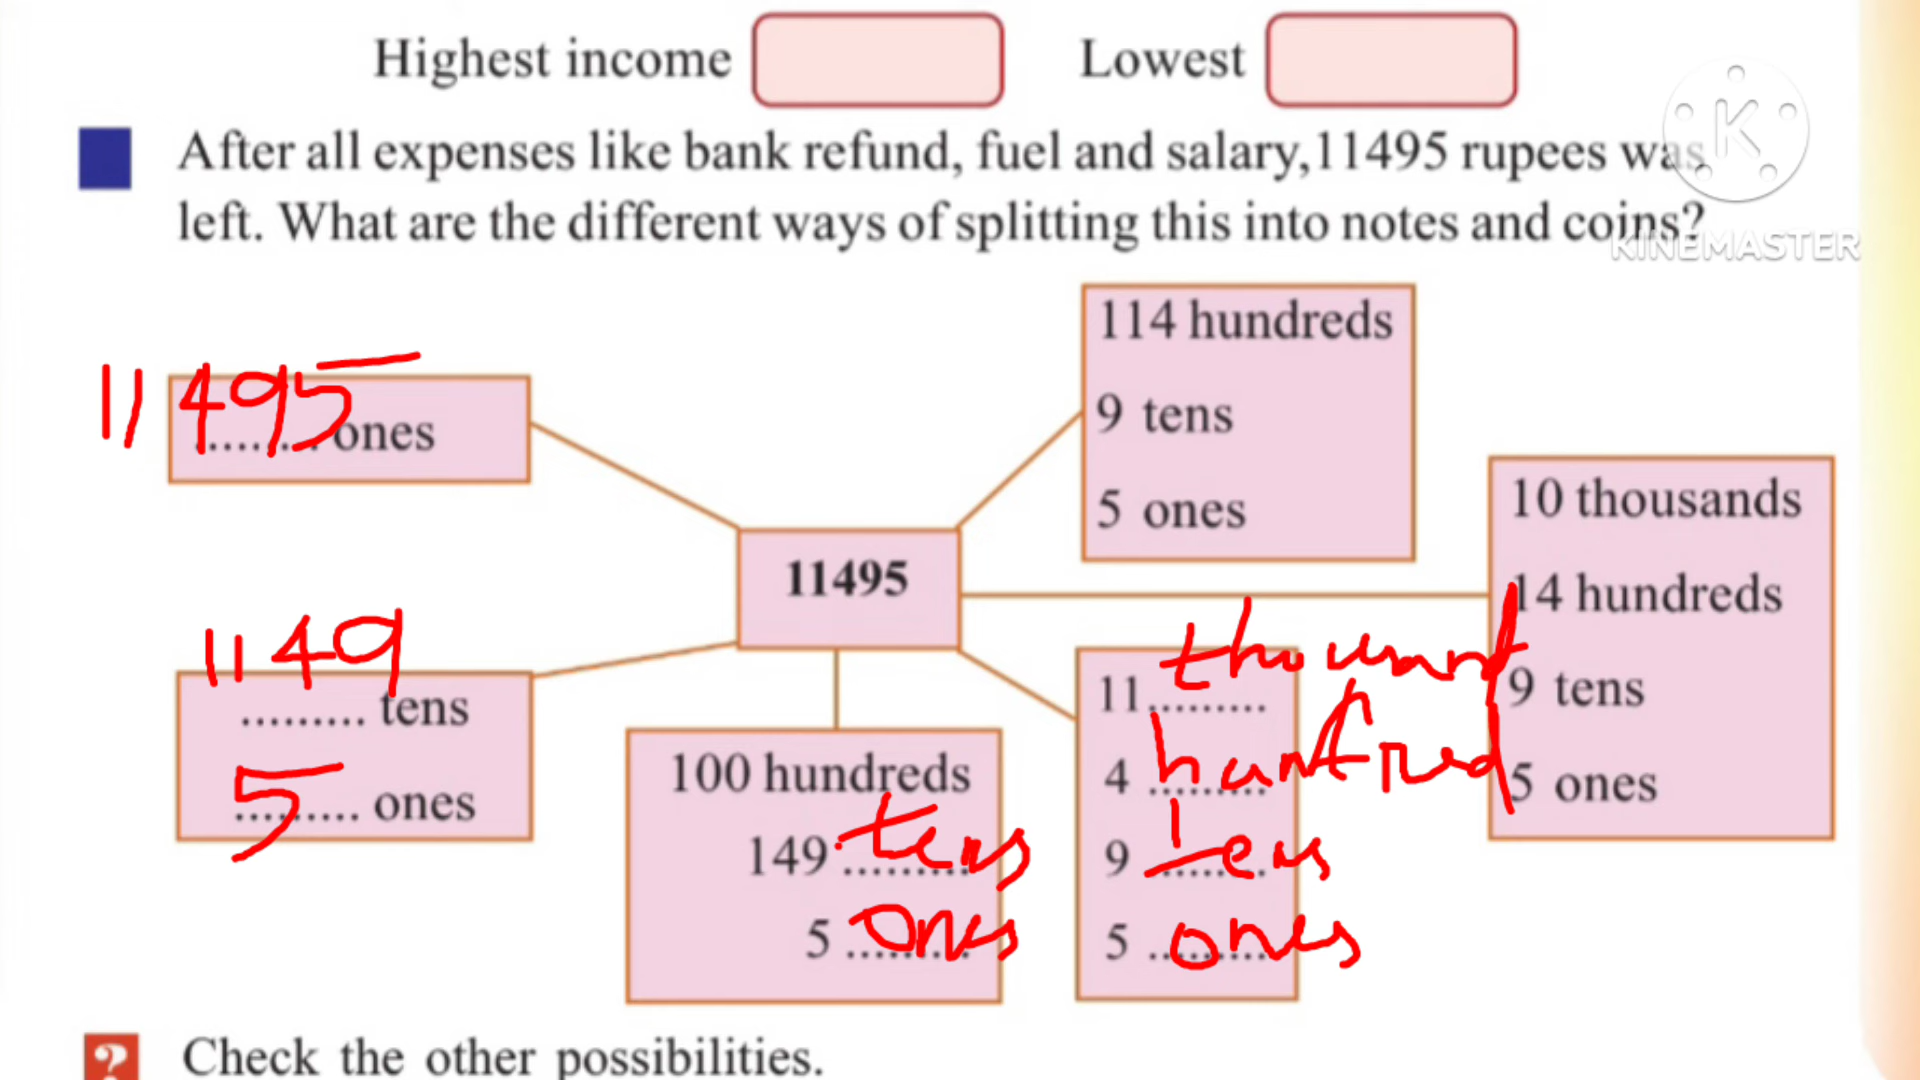 Highest income Lowest
After all expenses like bank refund, fuel and salary,11495 rupees was
left. What are the different ways of splitting this into notes and coins?
K
KINEMASTER
11495
........ ones
114 hundreds
9 tens
5 ones
10 thousands
14 hundreds
9 tens
5 ones
11495
1149
......... tens
5
......... ones
100 hundreds
149 ......... tens
5 ......... ones
11 ......... thousand
4 ......... hundred
9 ......... tens
5 ......... ones
? Check the other possibilities.